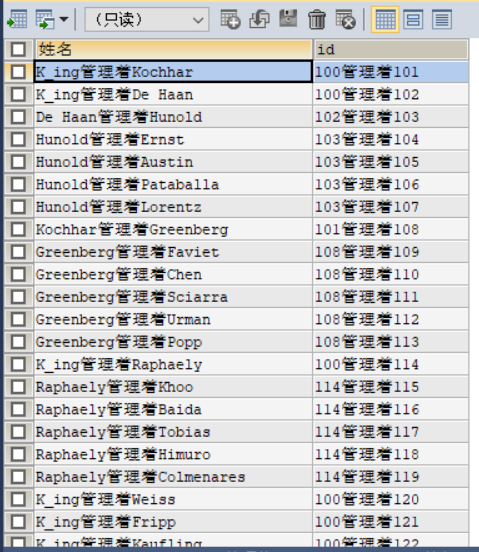 （只读）
姓名 id
K_ing管理着Kochhar 100管理着101
K_ing管理着De Haan 100管理着102
De Haan管理着Hunold 102管理着103
Hunold管理着Ernst 103管理着104
Hunold管理着Austin 103管理着105
Hunold管理着Pataballa 103管理着106
Hunold管理着Lorentz 103管理着107
Kochhar管理着Greenberg 101管理着108
Greenberg管理着Faviet 108管理着109
Greenberg管理着Chen 108管理着110
Greenberg管理着Sciarra 108管理着111
Greenberg管理着Urman 108管理着112
Greenberg管理着Popp 108管理着113
K_ing管理着Raphaely 100管理着114
Raphaely管理着Khoo 114管理着115
Raphaely管理着Baida 114管理着116
Raphaely管理着Tobias 114管理着117
Raphaely管理着Himuro 114管理着118
Raphaely管理着Colmenares 114管理着119
K_ing管理着Weiss 100管理着120
K_ing管理着Fripp 100管理着121
K_ing管理着Kaufling 100管理着122